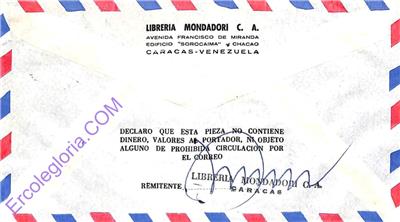 LIBRERIA MONDADORI C. A.
AVENIDA FRANCISCO DE MIRANDA
EDIFICIO "SOROCAIMA" y CHACAO
CARACAS-VENEZUELA
Ercolegloria.COM
DECLARO QUE ESTA PIEZA NO CONTIENE
DINERO, VALORES AL PORTADOR, NI OBJETO
ALGUNO DE PROHIBIDA CIRCULACION POR
EL CORREO
LIBRERIA MONDADORI C. A.
REMITENTE, CARACAS